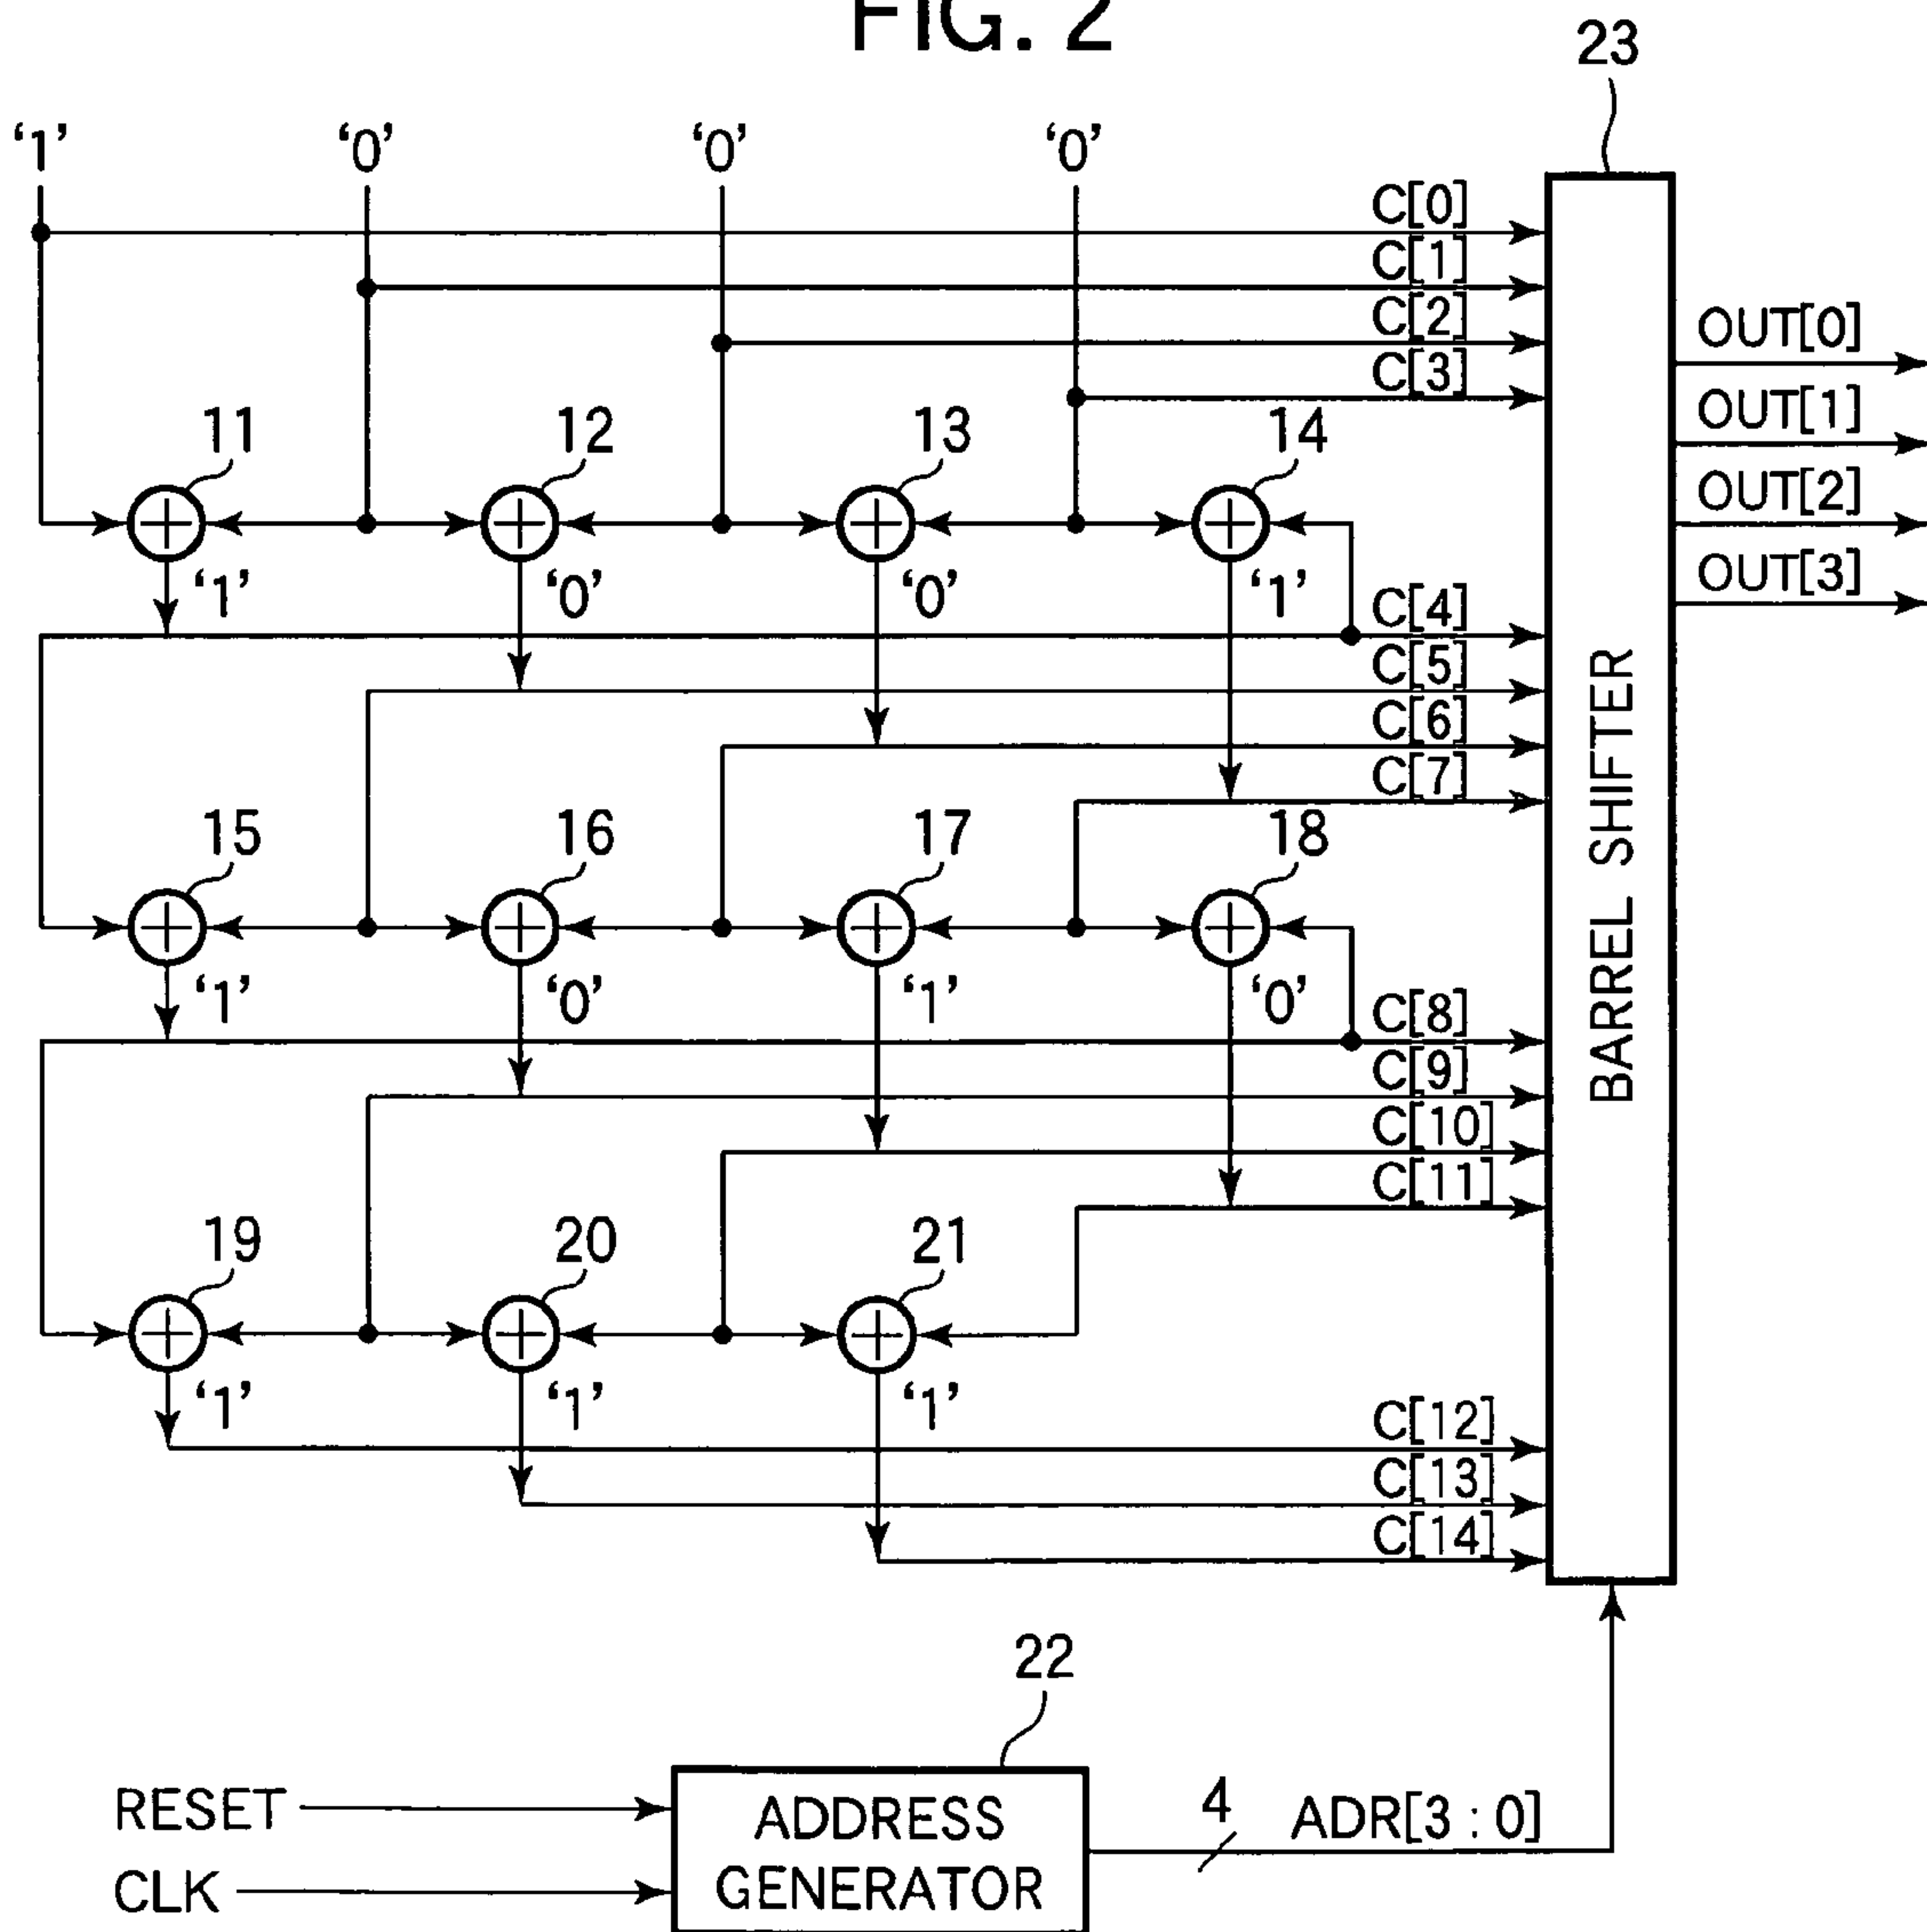 FIG. 2
23
‘1’ ‘0’ ‘0’ ‘0’
C[0]
C[1]
C[2]
C[3]
OUT[0]
OUT[1]
OUT[2]
OUT[3]
11 12 13 14
‘1’ ‘0’ ‘0’ ‘1’
C[4]
C[5]
C[6]
C[7]
BARREL SHIFTER
15 16 17 18
‘1’ ‘0’ ‘1’ ‘0’
C[8]
C[9]
C[10]
C[11]
19 20 21
‘1’ ‘1’ ‘1’
C[12]
C[13]
C[14]
22
RESET
CLK
ADDRESS
GENERATOR
4 ADR[3 : 0]